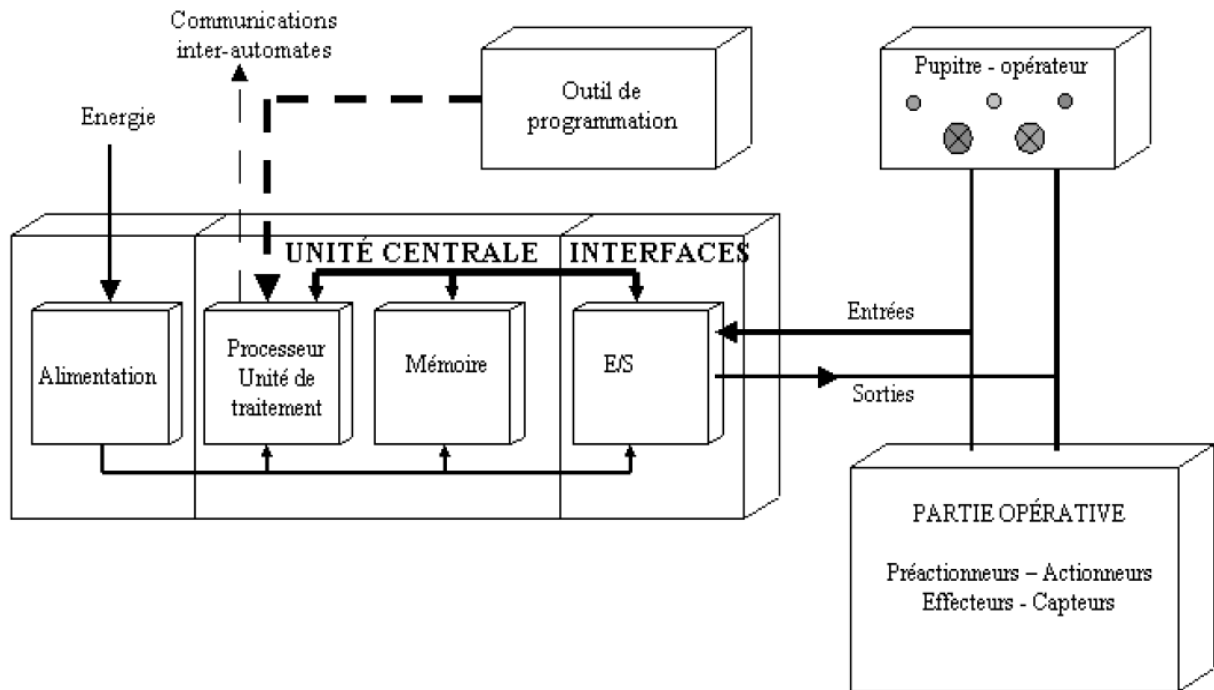 Communications
inter-automates
Energie
Outil de
programmation
Pupitre - opérateur
UNITÉ CENTRALE
INTERFACES
Alimentation
Processeur
Unité de
traitement
Mémoire
E/S
Entrées
Sorties
PARTIE OPÉRATIVE
Préactionneurs – Actionneurs
Effecteurs - Capteurs